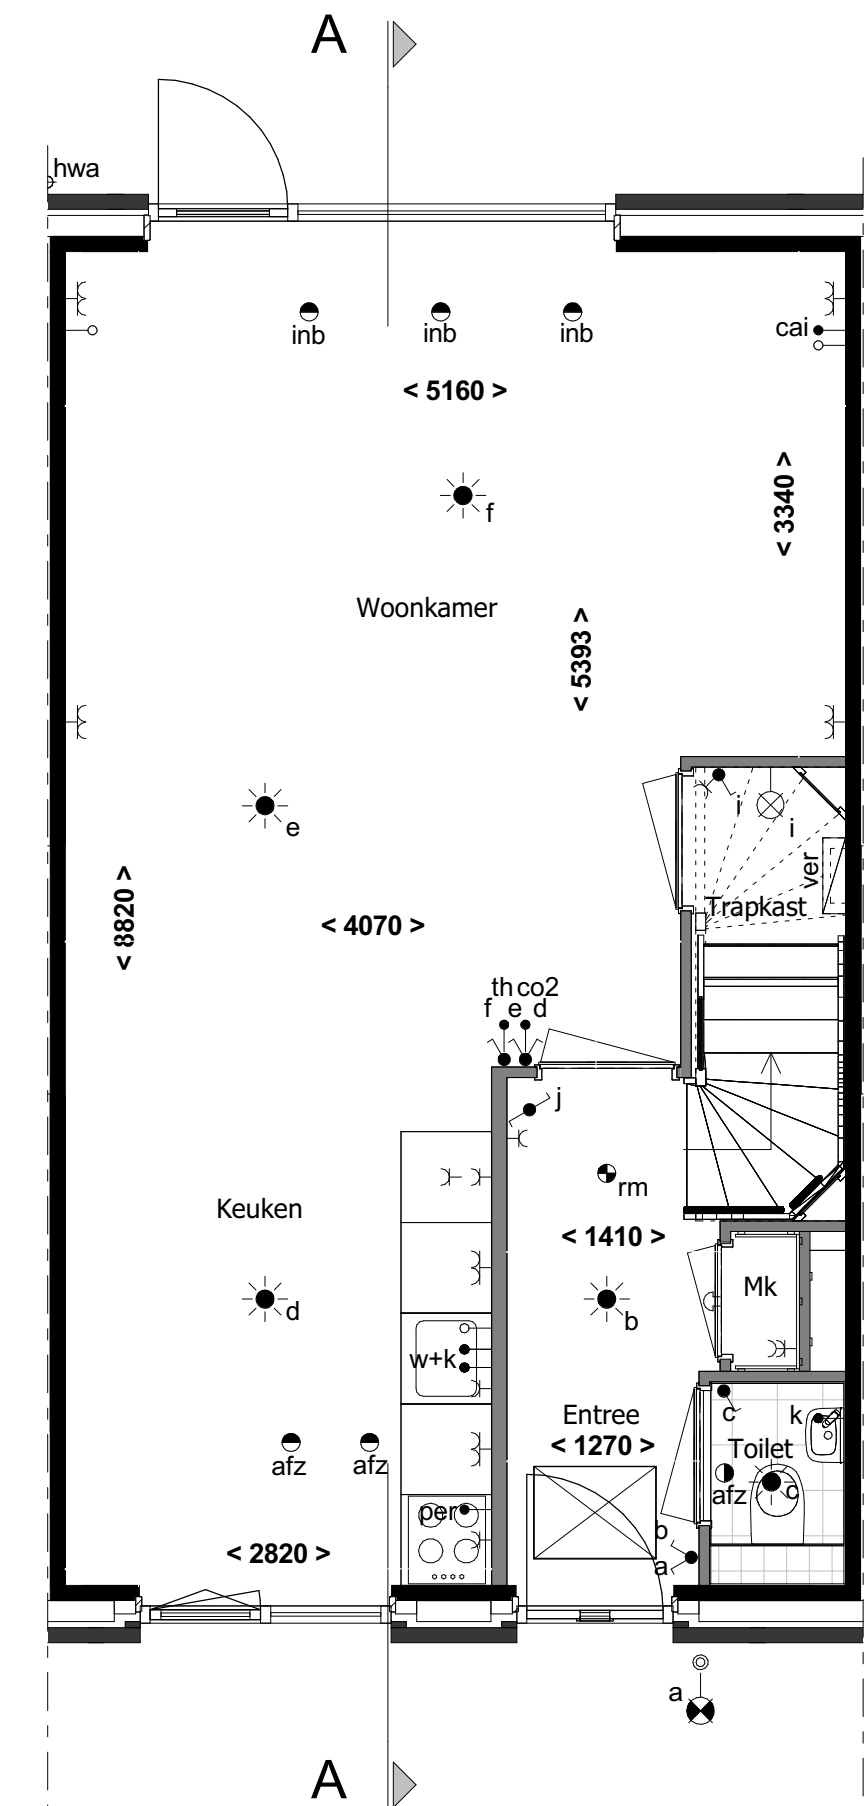 A
hwa
inb
inb
inb
cai
< 5160 >
< 3340 >
f
Woonkamer
< 5393 >
e
i
i
ver
Trapkast
< 8820 >
< 4070 >
th co2
f e d
j
rm
Keuken
< 1410 >
Mk
d
b
w+k
Entree
c
k
< 1270 >
Toilet
afz
afz
afz
c
per
b
a
< 2820 >
a
A